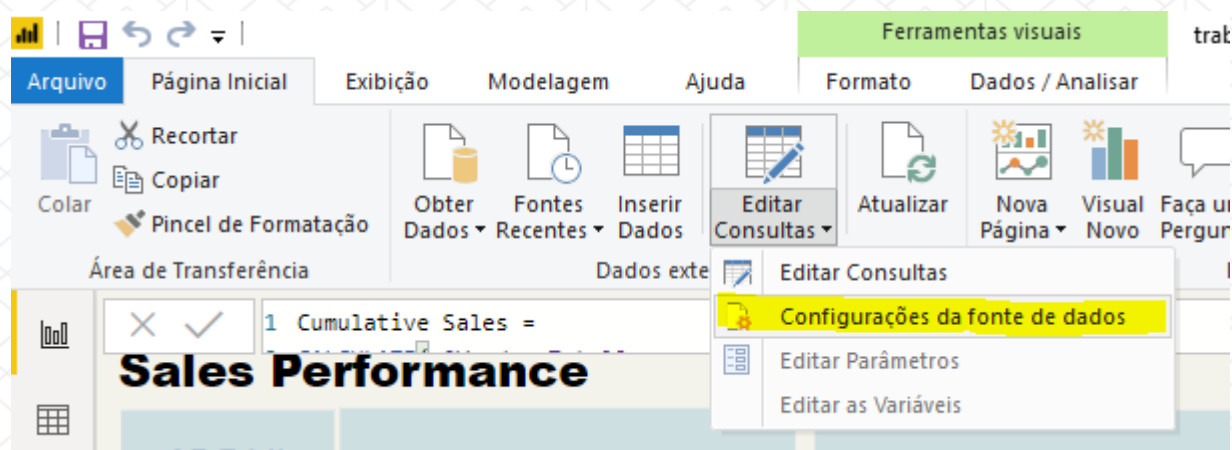 Ferramentas visuais
Arquivo Página Inicial Exibição Modelagem Ajuda Formato Dados / Analisar
Recortar
Copiar
Pincel de Formatação
Colar
Obter
Dados
Fontes
Recentes
Inserir
Dados
Editar
Consultas
Atualizar
Nova
Página
Visual
Novo
Faça
Área de Transferência
Dados
Editar Consultas
Configurações da fonte de dados
Editar Parâmetros
Editar as Variáveis
1 Cumulative Sales =
Sales Performance